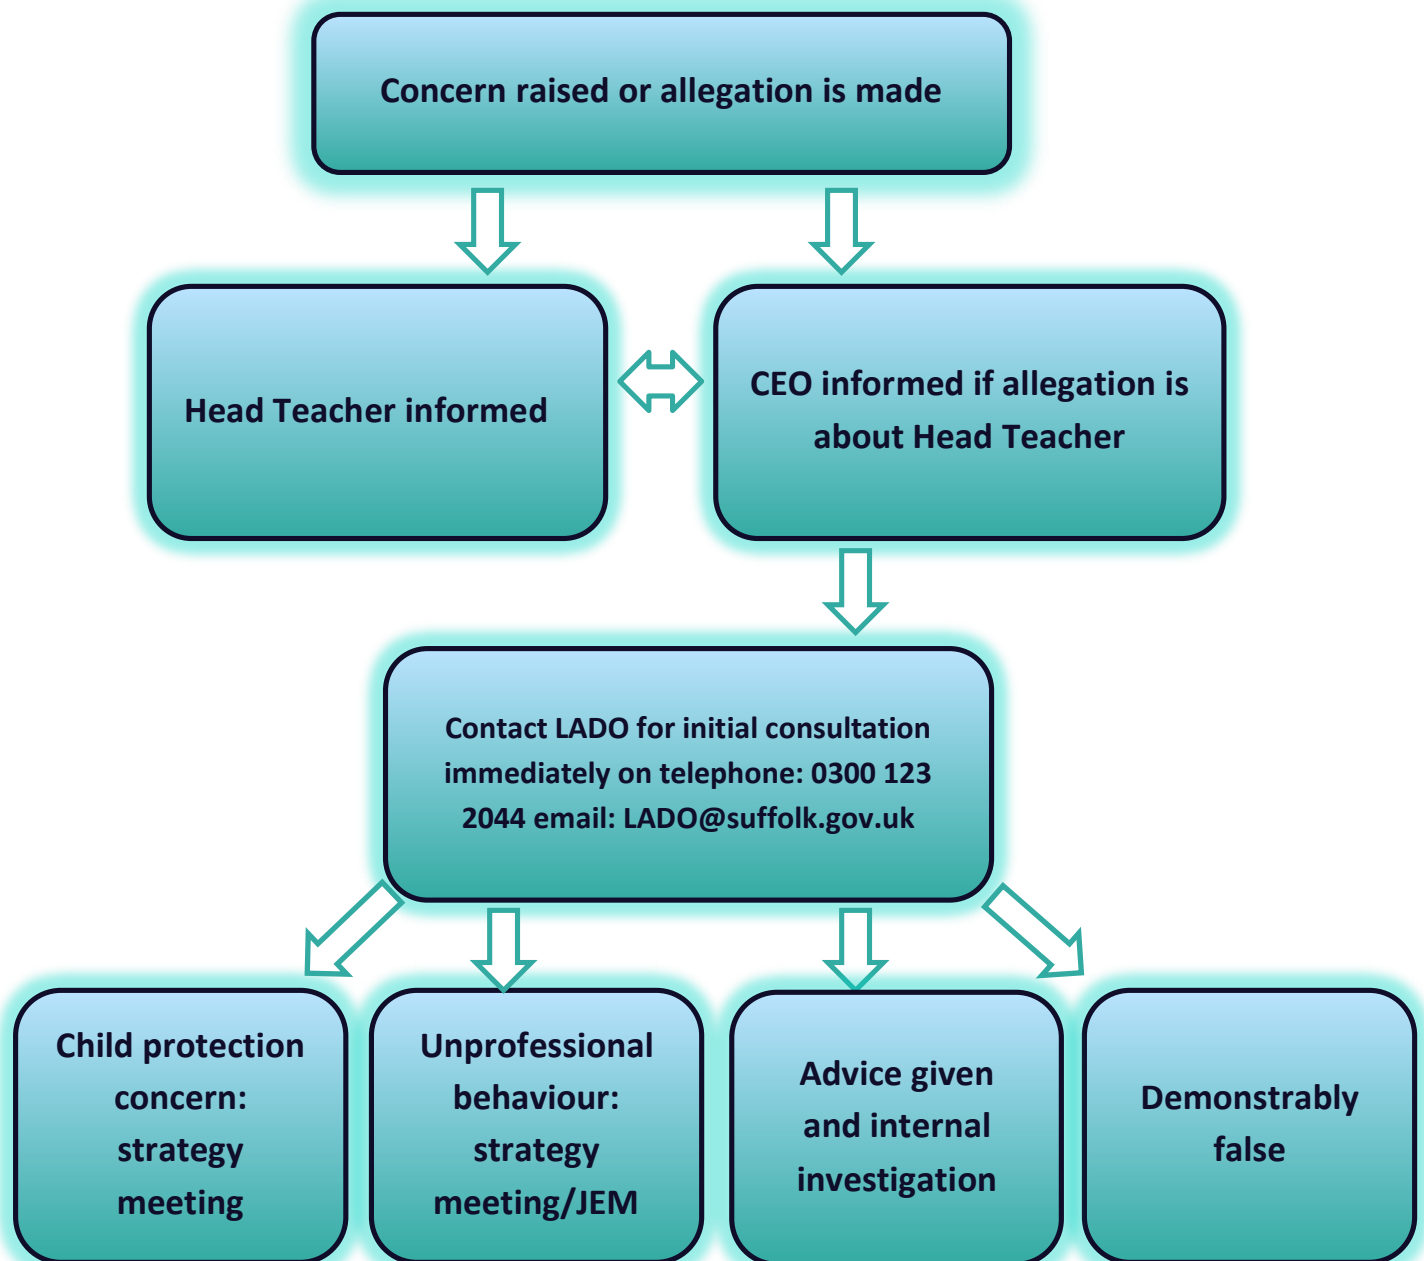 Concern raised or allegation is made
Head Teacher informed
CEO informed if allegation is
about Head Teacher
Contact LADO for initial consultation
immediately on telephone: 0300 123
2044 email: LADO@suffolk.gov.uk
Child protection
concern:
strategy
meeting
Unprofessional
behaviour:
strategy
meeting/JEM
Advice given
and internal
investigation
Demonstrably
false